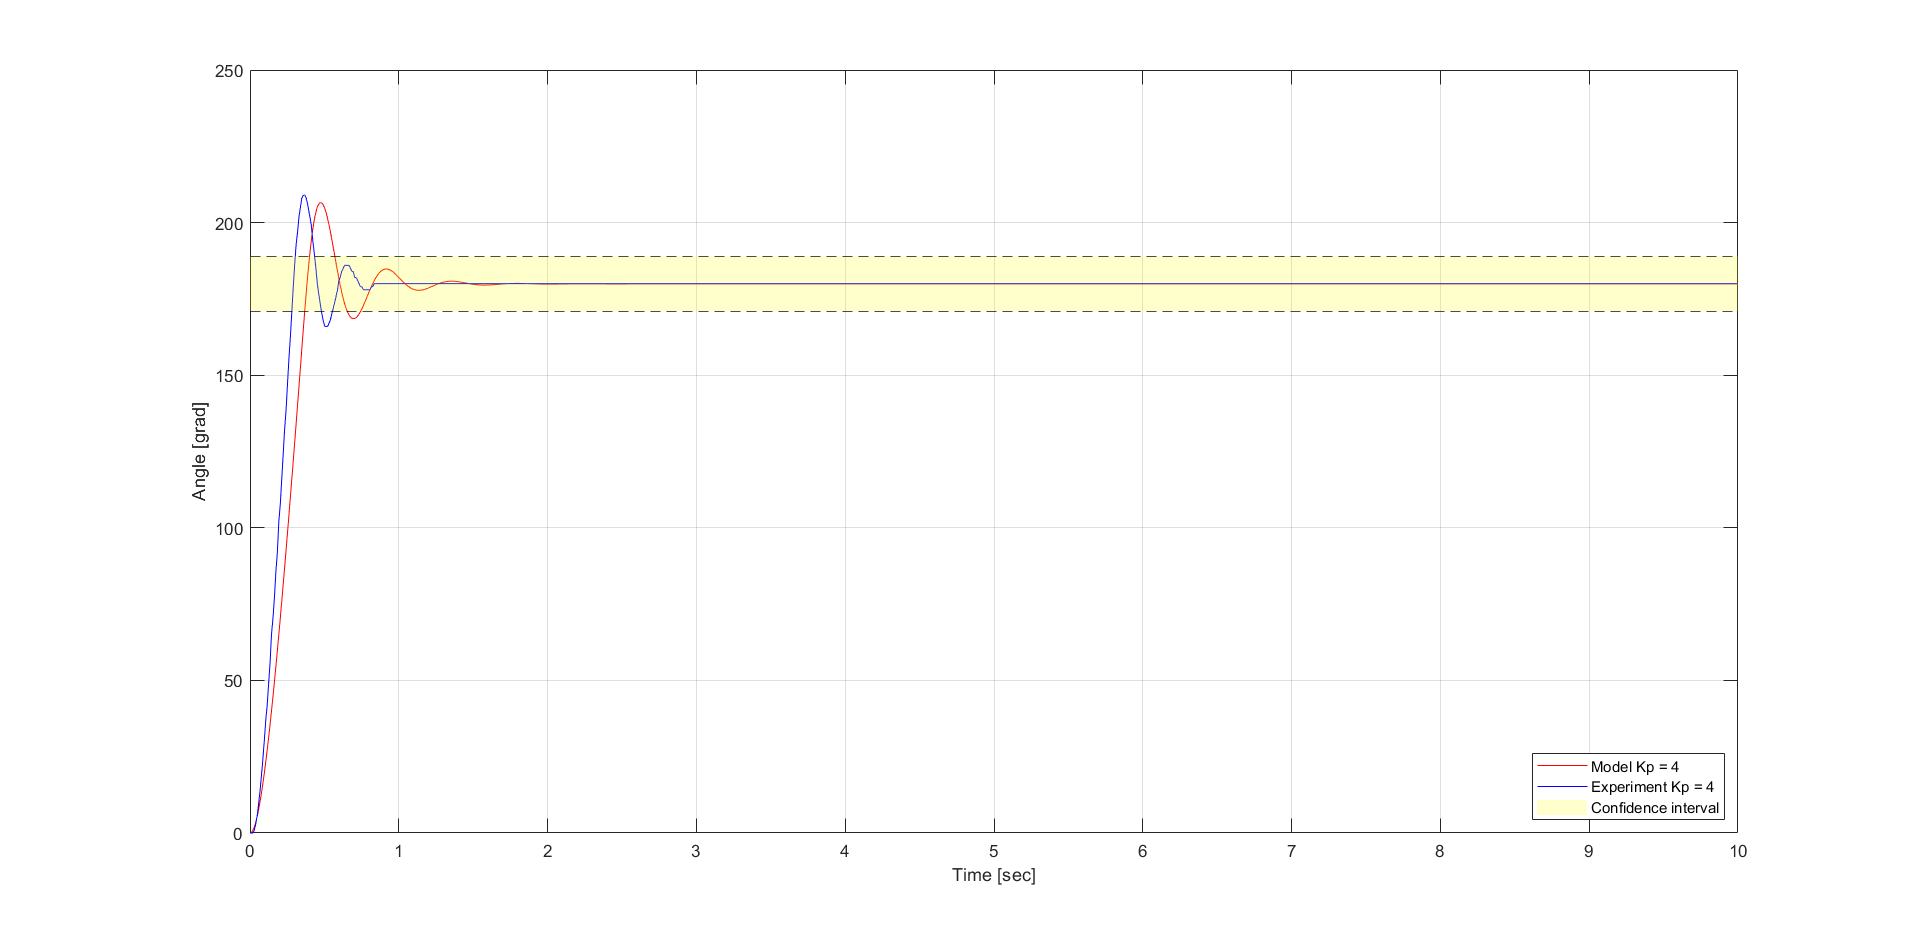 250
200
150
100
50
0
Angle [grad]
0 1 2 3 4 5 6 7 8 9 10
Time [sec]
Model Kp = 4
Experiment Kp = 4
Confidence interval